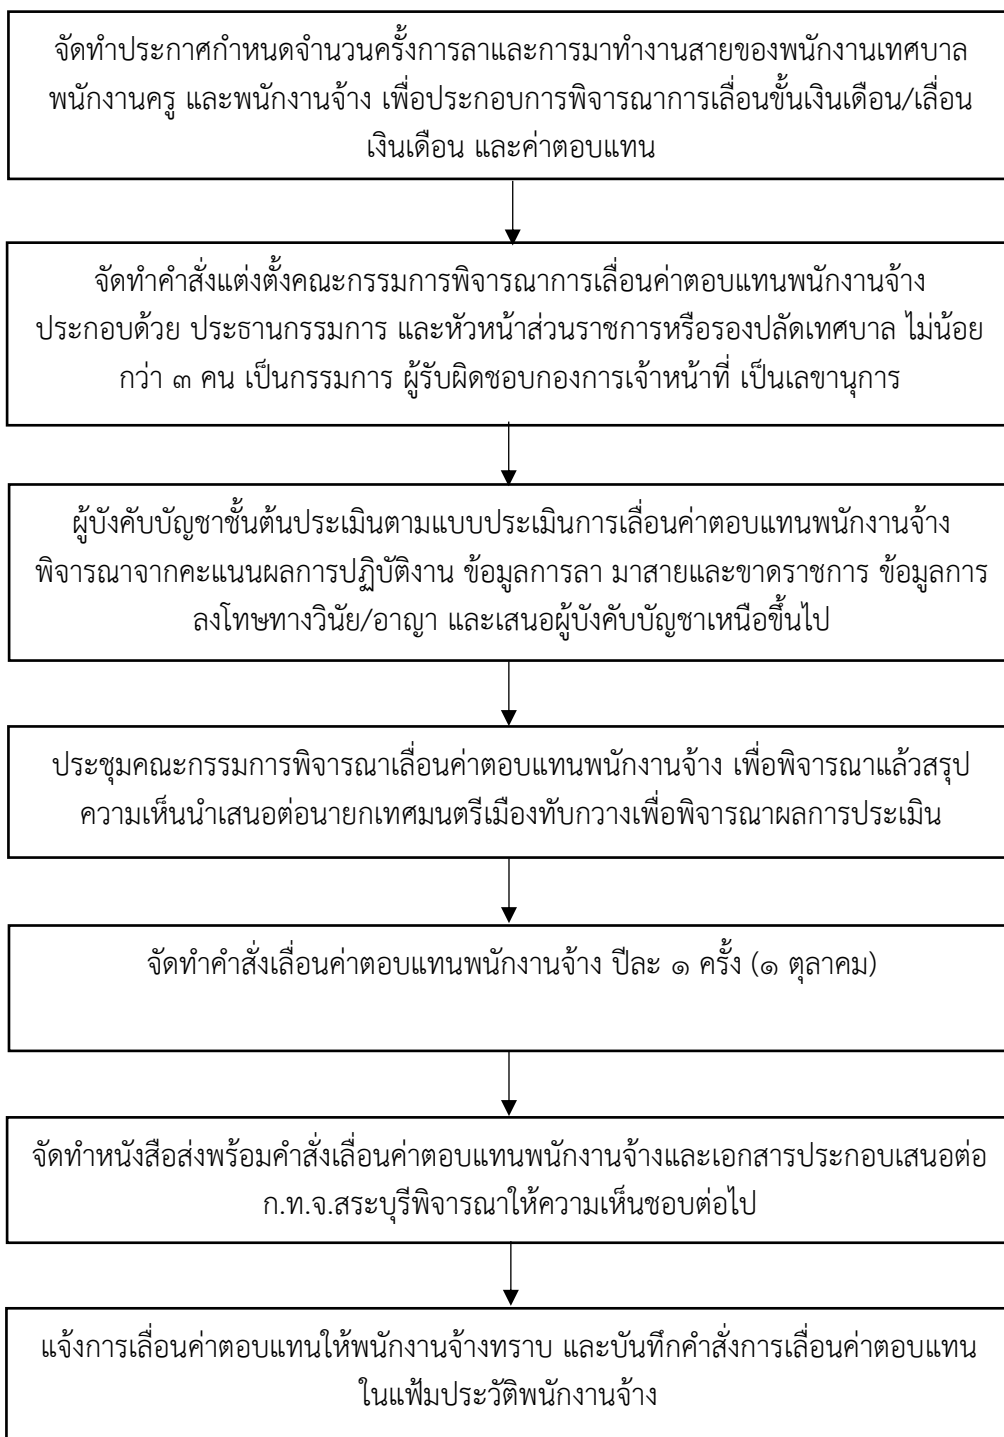 จัดทำประกาศกำหนดจำนวนครั้งการลาและการมาทำงานสายของพนักงานเทศบาล
พนักงานครู และพนักงานจ้าง เพื่อประกอบการพิจารณาการเลื่อนขั้นเงินเดือน/เลื่อน
เงินเดือน และค่าตอบแทน
จัดทำคำสั่งแต่งตั้งคณะกรรมการพิจารณาการเลื่อนค่าตอบแทนพนักงานจ้าง
ประกอบด้วย ประธานกรรมการ และหัวหน้าส่วนราชการหรือรองปลัดเทศบาล ไม่น้อย
กว่า ๓ คน เป็นกรรมการ ผู้รับผิดชอบกองการเจ้าหน้าที่ เป็นเลขานุการ
ผู้บังคับบัญชาชั้นต้นประเมินตามแบบประเมินการเลื่อนค่าตอบแทนพนักงานจ้าง
พิจารณาจากคะแนนผลการปฏิบัติงาน ข้อมูลการลา มาสายและขาดราชการ ข้อมูลการ
ลงโทษทางวินัย/อาญา และเสนอผู้บังคับบัญชาเหนือขึ้นไป
ประชุมคณะกรรมการพิจารณาเลื่อนค่าตอบแทนพนักงานจ้าง เพื่อพิจารณาแล้วสรุป
ความเห็นนำเสนอต่อนายกเทศมนตรีเมืองทับกวางเพื่อพิจารณาผลการประเมิน
จัดทำคำสั่งเลื่อนค่าตอบแทนพนักงานจ้าง ปีละ ๑ ครั้ง (๑ ตุลาคม)
จัดทำหนังสือส่งพร้อมคำสั่งเลื่อนค่าตอบแทนพนักงานจ้างและเอกสารประกอบเสนอต่อ
ก.ท.จ.สระบุรีพิจารณาให้ความเห็นชอบต่อไป
แจ้งการเลื่อนค่าตอบแทนให้พนักงานจ้างทราบ และบันทึกคำสั่งการเลื่อนค่าตอบแทน
ในแฟ้มประวัติพนักงานจ้าง